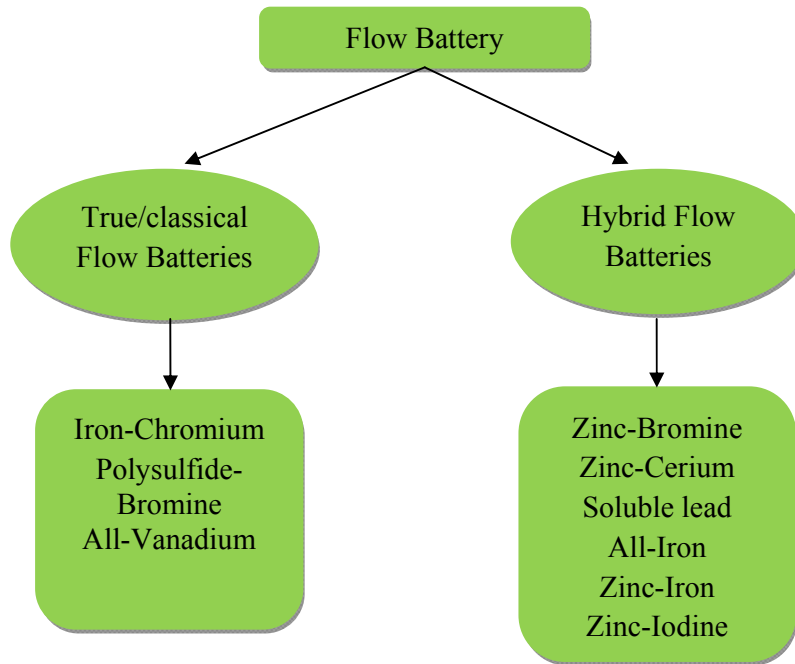 Flow Battery
True/classical
Flow Batteries
Hybrid Flow
Batteries
Iron-Chromium
Polysulfide-
Bromine
All-Vanadium
Zinc-Bromine
Zinc-Cerium
Soluble lead
All-Iron
Zinc-Iron
Zinc-Iodine